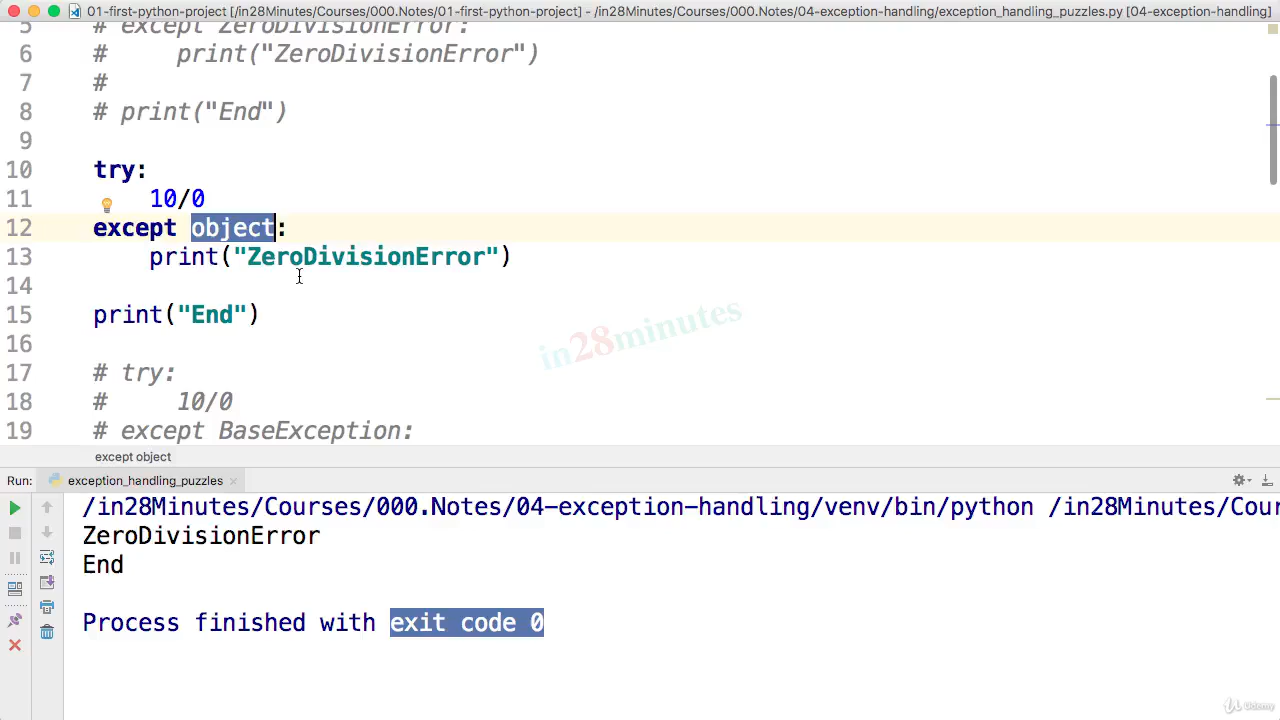 01-first-python-project [/in28Minutes/Courses/000.Notes/01-first-python-project] - /in28Minutes/Courses/000.Notes/04-exception-handling/exception_handling_puzzles.py [04-exception-handling]
5 # except ZeroDivisionError:
6 #     print("ZeroDivisionError")
7 #
8 # print("End")
9
10 try:
11     10/0
12 except object:
13     print("ZeroDivisionError")
14
15 print("End")
16
17 # try:
18 #     10/0
19 # except BaseException:
in28minutes
except object
Run: exception_handling_puzzles
/in28Minutes/Courses/000.Notes/04-exception-handling/venv/bin/python /in28Minutes/Cour
ZeroDivisionError
End
Process finished with exit code 0
Udemy